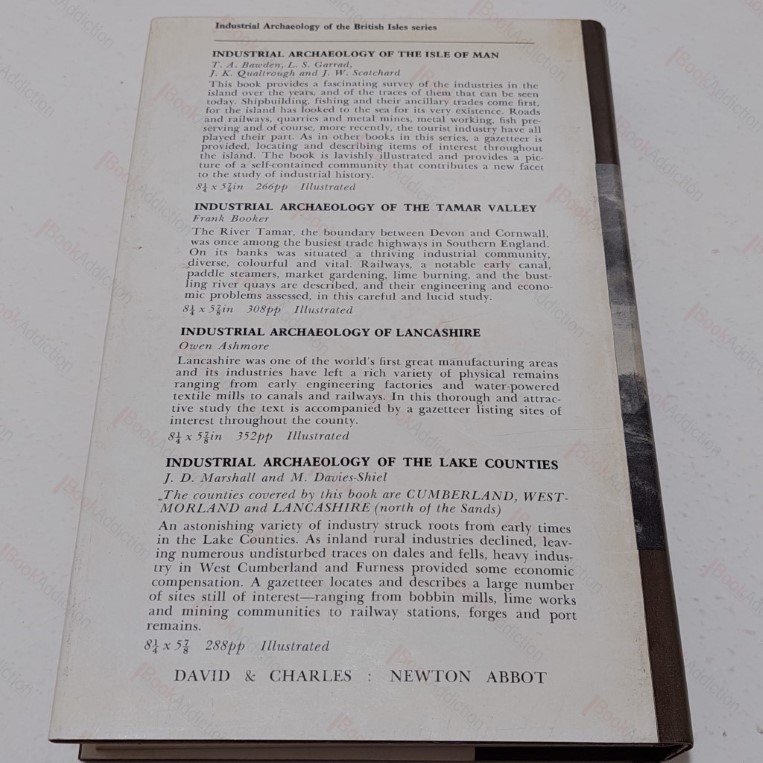 Industrial Archaeology of the British Isles series
INDUSTRIAL ARCHAEOLOGY OF THE ISLE OF MAN
T. A. Bawden, L. S. Garrad,
J. K. Qualtrough and J. W. Scatchard
This book provides a fascinating survey of the industries in the
island over the years, and of the traces of them that can be seen
today. Shipbuilding, fishing and their ancillary trades come first,
for the island has looked to the sea for its very existence. Roads
and railways, quarries and metal mines, metal working, fish pre-
serving and of course, more recently, the tourist industry have all
played their part. As in other books in this series, a gazetteer is
provided, locating and describing items of interest throughout
the island. The book is lavishly illustrated and provides a pic-
ture of a self-contained community that contributes a new facet
to the study of industrial history.
8¼ x 5⅞in 266pp Illustrated
INDUSTRIAL ARCHAEOLOGY OF THE TAMAR VALLEY
Frank Booker
The River Tamar, the boundary between Devon and Cornwall,
was once among the busiest trade highways in Southern England.
On its banks was situated a thriving industrial community,
diverse, colourful and vital. Railways, a notable early canal,
paddle steamers, market gardening, lime burning, and the bust-
ling river quays are described, and their engineering and econo-
mic problems assessed, in this careful and lucid study.
8¼ x 5⅞in 308pp Illustrated
INDUSTRIAL ARCHAEOLOGY OF LANCASHIRE
Owen Ashmore
Lancashire was one of the world's first great manufacturing areas
and its industries have left a rich variety of physical remains
ranging from early engineering factories and water-powered
textile mills to canals and railways. In this thorough and attrac-
tive study the text is accompanied by a gazetteer listing sites of
interest throughout the county.
8¼ x 5⅞in 352pp Illustrated
INDUSTRIAL ARCHAEOLOGY OF THE LAKE COUNTIES
J. D. Marshall and M. Davies-Shiel
The counties covered by this book are CUMBERLAND, WEST-
MORLAND and LANCASHIRE (north of the Sands)
An astonishing variety of industry struck roots from early times
in the Lake Counties. As inland rural industries declined, leav-
ing numerous undisturbed traces on dales and fells, heavy indus-
try in West Cumberland and Furness provided some economic
compensation. A gazetteer locates and describes a large number
of sites still of interest—ranging from bobbin mills, lime works
and mining communities to railway stations, forges and port
remains.
8¼ x 5⅞ 288pp Illustrated
DAVID & CHARLES : NEWTON ABBOT